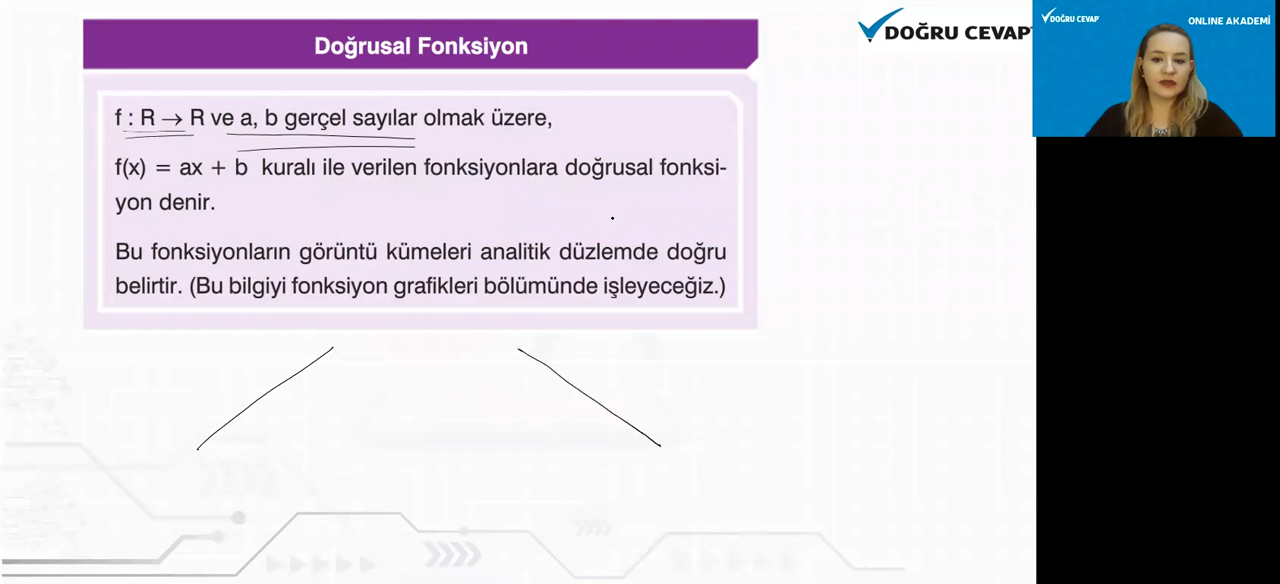 Doğrusal Fonksiyon
f : R → R ve a, b gerçel sayılar olmak üzere,
f(x) = ax + b kuralı ile verilen fonksiyonlara doğrusal fonksi-
yon denir.
Bu fonksiyonların görüntü kümeleri analitik düzlemde doğru
belirtir. (Bu bilgiyi fonksiyon grafikleri bölümünde işleyeceğiz.)
DOĞRU CEVAP
DOĞRU CEVAP
ONLINE AKADEMİ